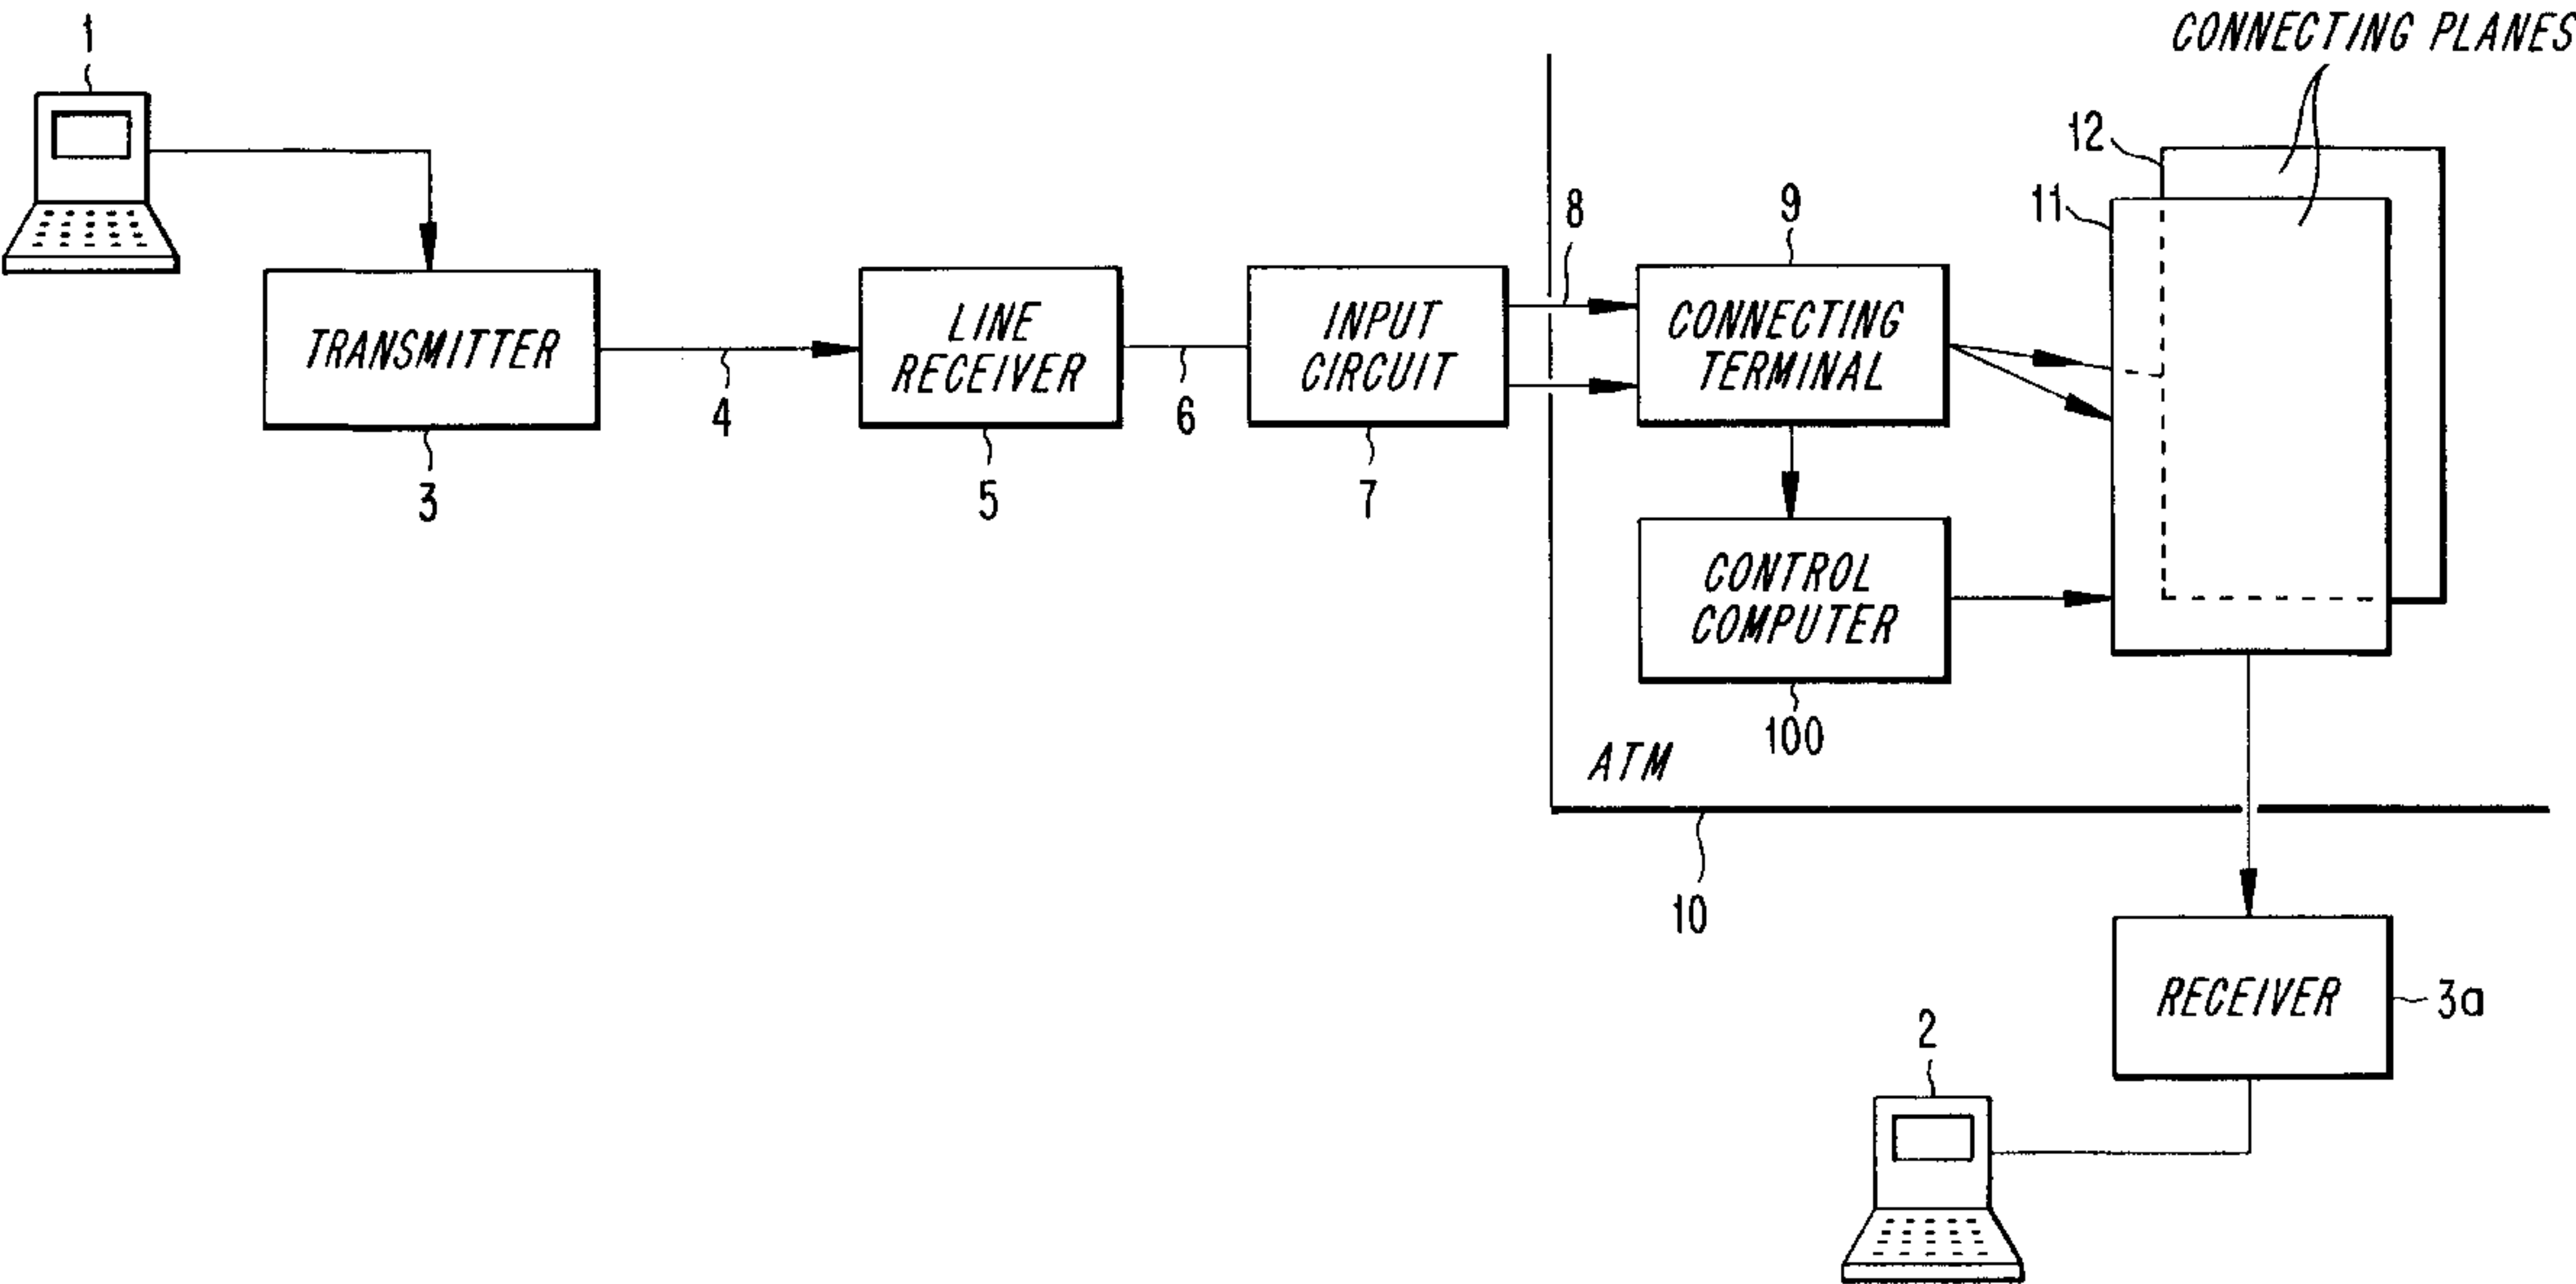 CONNECTING PLANES
1
12
11
9
8
TRANSMITTER
LINE
RECEIVER
INPUT
CIRCUIT
CONNECTING
TERMINAL
4
6
3
5
7
CONTROL
COMPUTER
100
ATM
10
RECEIVER
3a
2